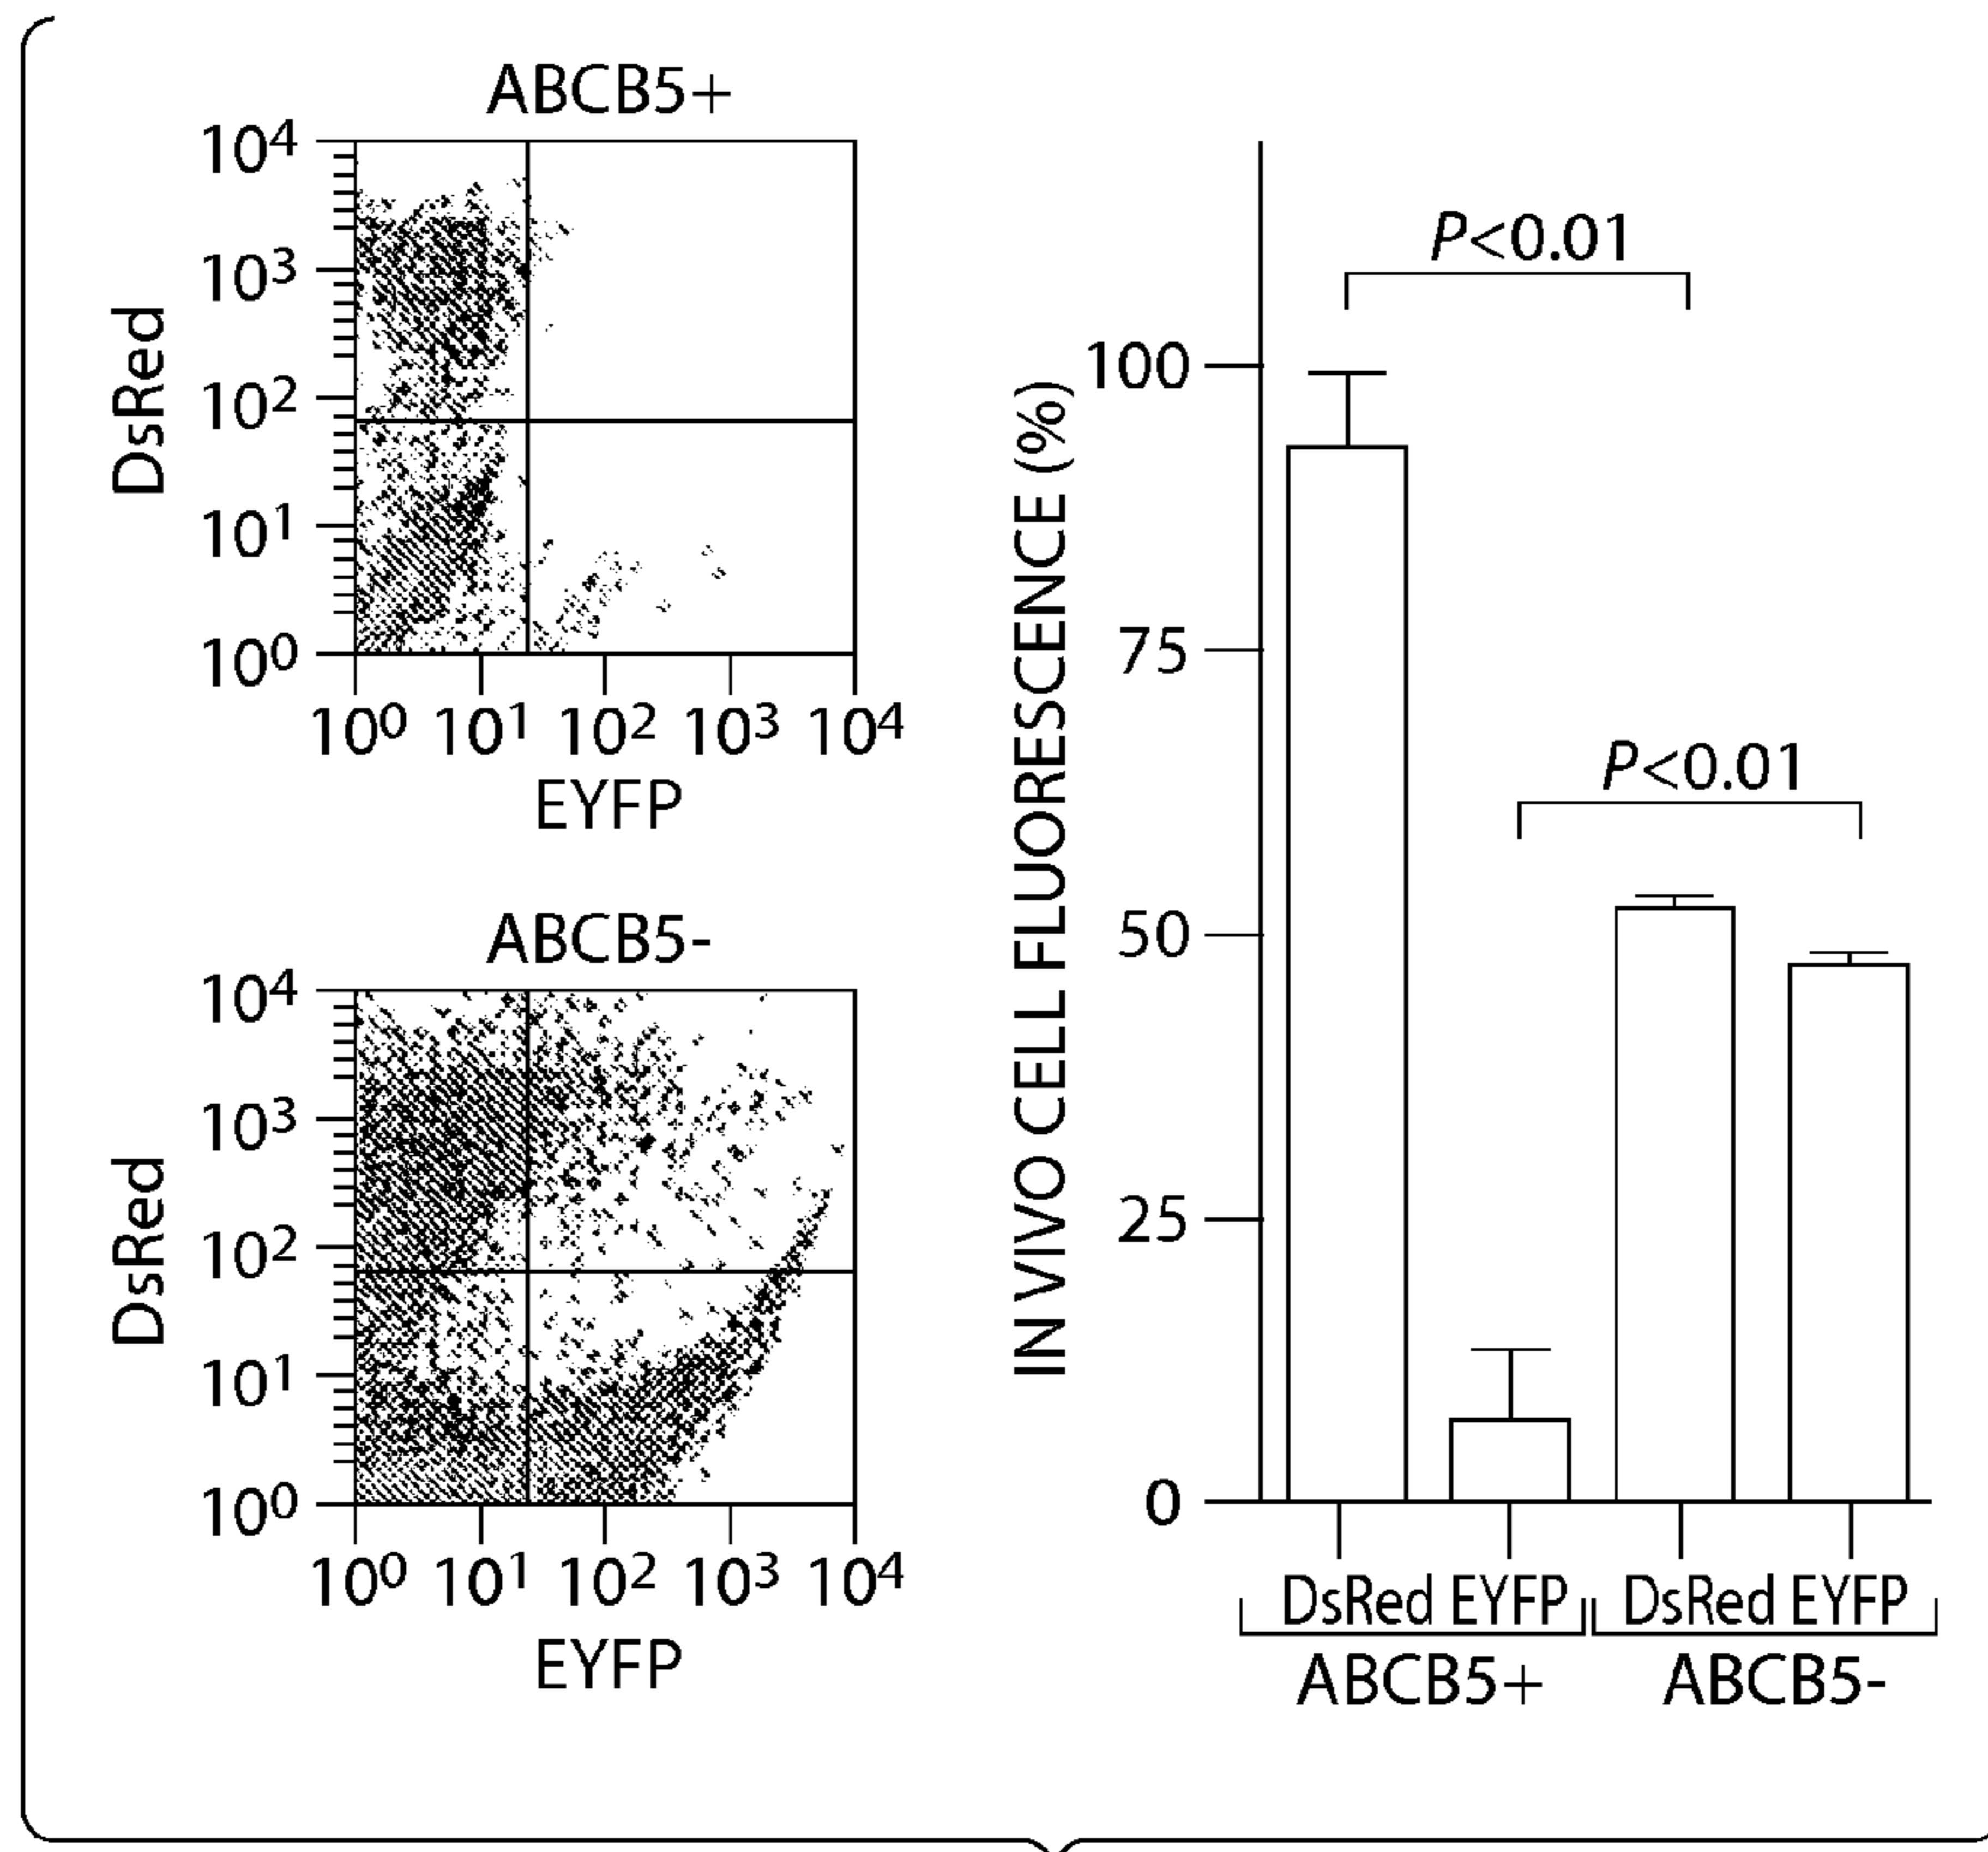 ABCB5+
10⁴
10³
10²
10¹
10⁰
DsRed
10⁰ 10¹ 10² 10³ 10⁴
EYFP
ABCB5-
10⁴
10³
10²
10¹
10⁰
DsRed
10⁰ 10¹ 10² 10³ 10⁴
EYFP
IN VIVO CELL FLUORESCENCE (%)
100
75
50
25
0
P<0.01
P<0.01
DsRed EYFP DsRed EYFP
ABCB5+ ABCB5-